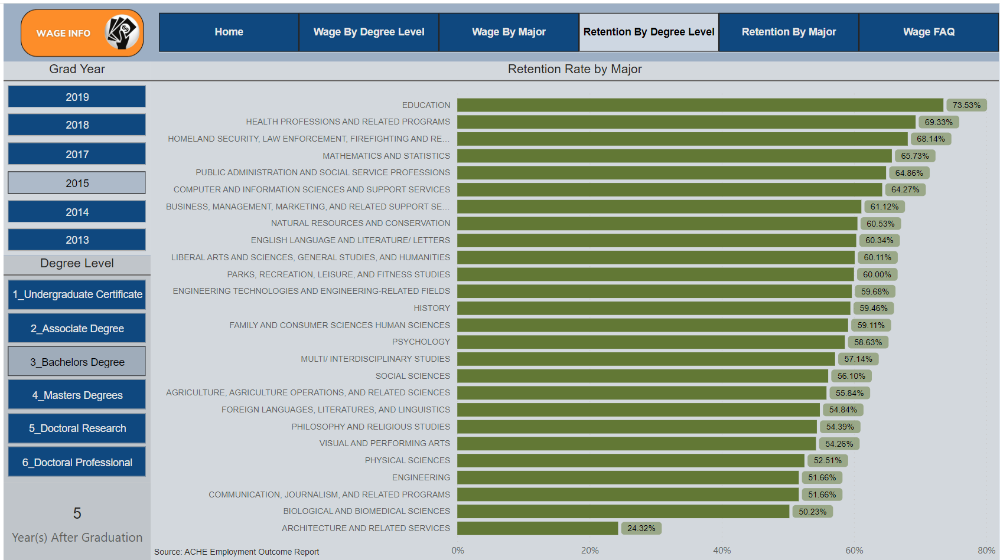 WAGE INFO
Home
Wage By Degree Level
Wage By Major
Retention By Degree Level
Retention By Major
Wage FAQ
Grad Year
2019
2018
2017
2015
2014
2013
Degree Level
1_Undergraduate Certificate
2_Associate Degree
3_Bachelors Degree
4_Masters Degrees
5_Doctoral Research
6_Doctoral Professional
5
Year(s) After Graduation
Retention Rate by Major
EDUCATION 73.53%
HEALTH PROFESSIONS AND RELATED PROGRAMS 69.33%
HOMELAND SECURITY, LAW ENFORCEMENT, FIREFIGHTING AND RE... 68.14%
MATHEMATICS AND STATISTICS 65.73%
PUBLIC ADMINISTRATION AND SOCIAL SERVICE PROFESSIONS 64.86%
COMPUTER AND INFORMATION SCIENCES AND SUPPORT SERVICES 64.27%
BUSINESS, MANAGEMENT, MARKETING, AND RELATED SUPPORT SE... 61.12%
NATURAL RESOURCES AND CONSERVATION 60.53%
ENGLISH LANGUAGE AND LITERATURE/ LETTERS 60.34%
LIBERAL ARTS AND SCIENCES, GENERAL STUDIES, AND HUMANITIES 60.11%
PARKS, RECREATION, LEISURE, AND FITNESS STUDIES 60.00%
ENGINEERING TECHNOLOGIES AND ENGINEERING-RELATED FIELDS 59.68%
HISTORY 59.46%
FAMILY AND CONSUMER SCIENCES HUMAN SCIENCES 59.11%
PSYCHOLOGY 58.63%
MULTI/ INTERDISCIPLINARY STUDIES 57.14%
SOCIAL SCIENCES 56.10%
AGRICULTURE, AGRICULTURE OPERATIONS, AND RELATED SCIENCES 55.84%
FOREIGN LANGUAGES, LITERATURES, AND LINGUISTICS 54.84%
PHILOSOPHY AND RELIGIOUS STUDIES 54.39%
VISUAL AND PERFORMING ARTS 54.26%
PHYSICAL SCIENCES 52.51%
ENGINEERING 51.66%
COMMUNICATION, JOURNALISM, AND RELATED PROGRAMS 51.66%
BIOLOGICAL AND BIOMEDICAL SCIENCES 50.23%
ARCHITECTURE AND RELATED SERVICES 24.32%
0% 20% 40% 60% 80%
Source: ACHE Employment Outcome Report